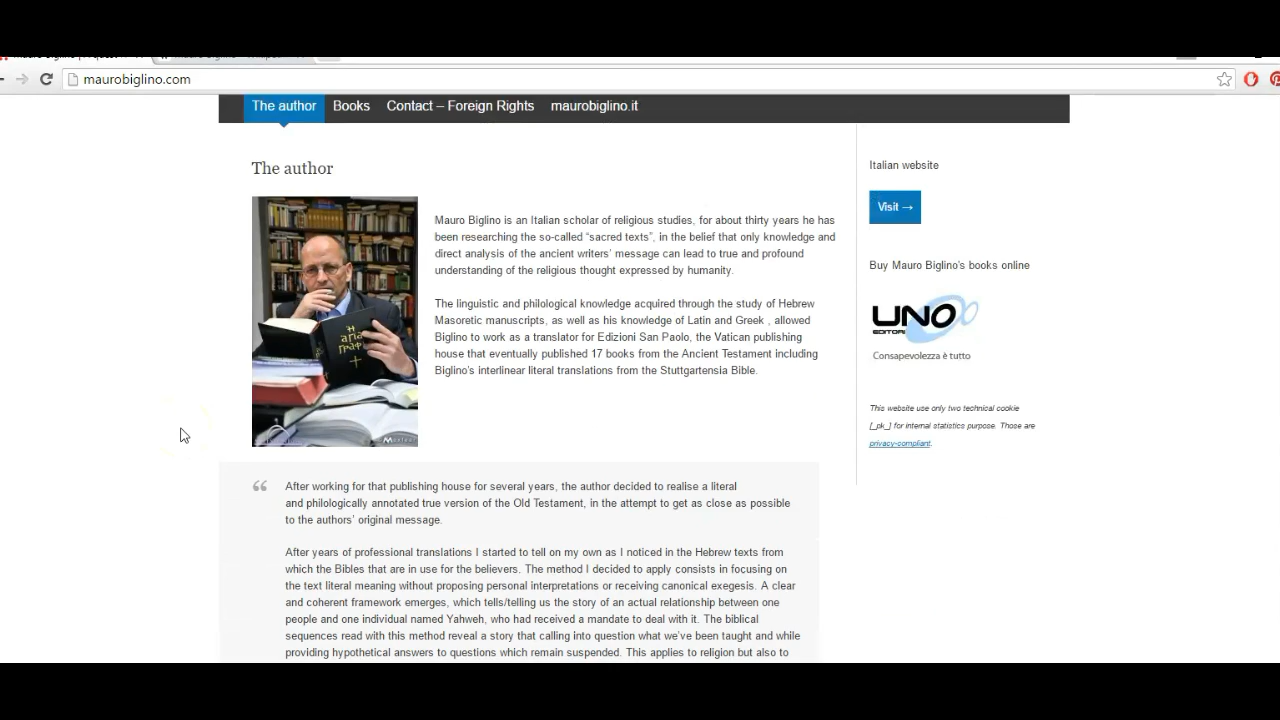 maurobiglino.com
The author Books Contact – Foreign Rights maurobiglino.it
The author
Mauro Biglino is an Italian scholar of religious studies, for about thirty years he has
been researching the so-called “sacred texts”, in the belief that only knowledge and
direct analysis of the ancient writers’ message can lead to true and profound
understanding of the religious thought expressed by humanity.
The linguistic and philological knowledge acquired through the study of Hebrew
Masoretic manuscripts, as well as his knowledge of Latin and Greek , allowed
Biglino to work as a translator for Edizioni San Paolo, the Vatican publishing
house that eventually published 17 books from the Ancient Testament including
Biglino’s interlinear literal translations from the Stuttgartensia Bible.
“ After working for that publishing house for several years, the author decided to realise a literal
and philologically annotated true version of the Old Testament, in the attempt to get as close as possible
to the authors’ original message.
After years of professional translations I started to tell on my own as I noticed in the Hebrew texts from
which the Bibles that are in use for the believers. The method I decided to apply consists in focusing on
the text literal meaning without proposing personal interpretations or receiving canonical exegesis. A clear
and coherent framework emerges, which tells/telling us the story of an actual relationship between one
people and one individual named Yahweh, who had received a mandate to deal with it. The biblical
sequences read with this method reveal a story that calling into question what we’ve been taught and while
providing hypothetical answers to questions which remain suspended. This applies to religion but also to
Italian website
Visit →
Buy Mauro Biglino’s books online
UNO
EDITORI
Consapevolezza è tutto
This website use only two technical cookie
[_pk_] for internal statistics purpose. Those are
privacy-compliant.